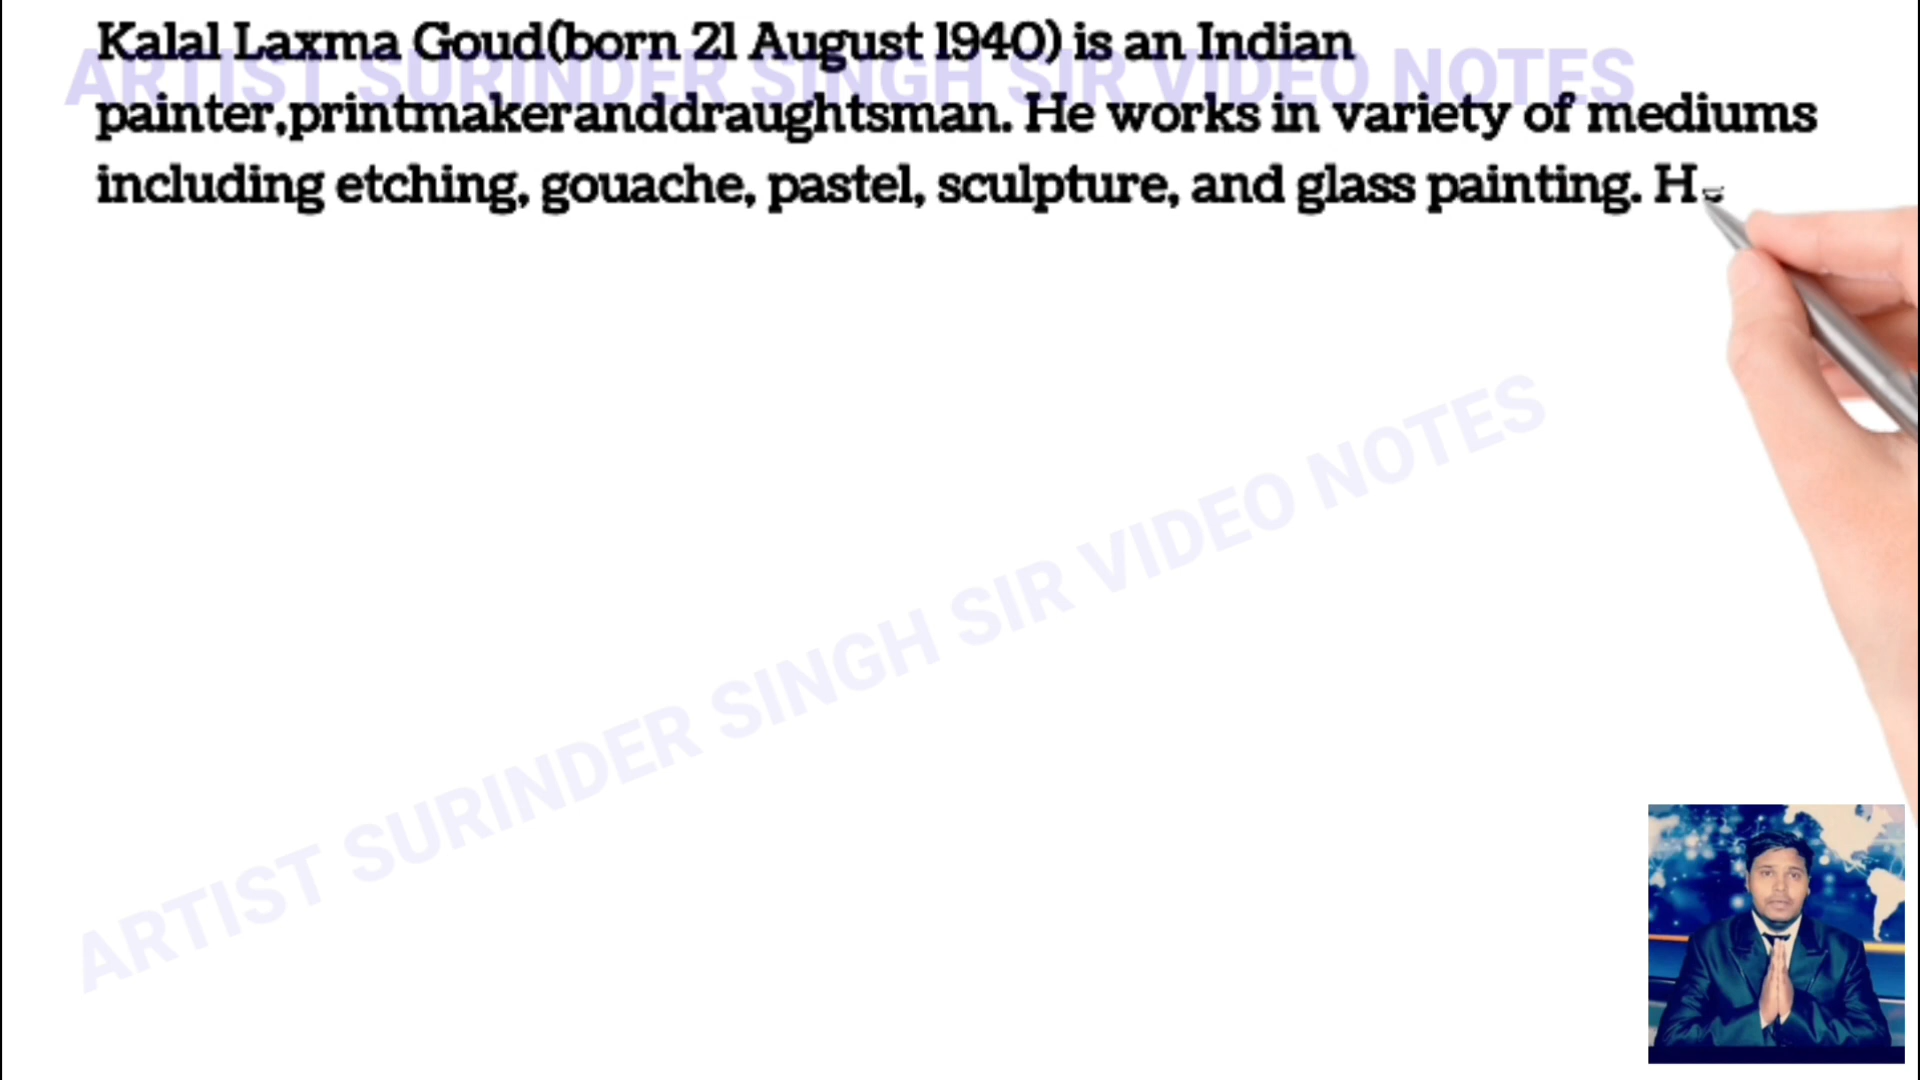 Kalal Laxma Goud(born 21 August 1940) is an Indian
ARTIST SURINDER SINGH SIR VIDEO NOTES
painter,printmakeranddraughtsman. He works in variety of mediums
including etching, gouache, pastel, sculpture, and glass painting. H
ARTIST SURINDER SINGH SIR VIDEO NOTES